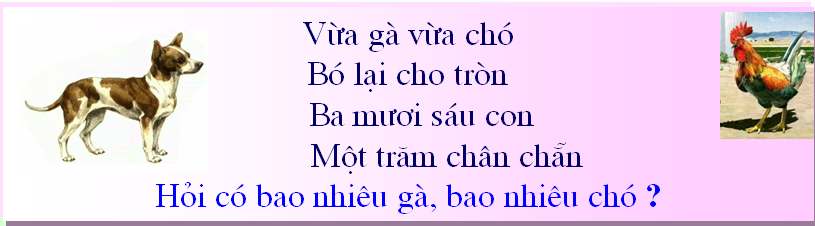 Vừa gà vừa chó
Bó lại cho tròn
Ba mươi sáu con
Một trăm chân chẵn
Hỏi có bao nhiêu gà, bao nhiêu chó ?